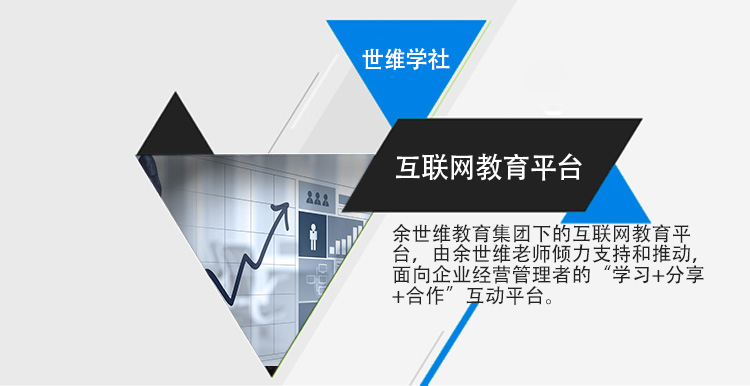 世维学社
互联网教育平台
余世维教育集团下的互联网教育平
台，由余世维老师倾力支持和推动，
面向企业经营管理者的“学习+分享
+合作”互动平台。